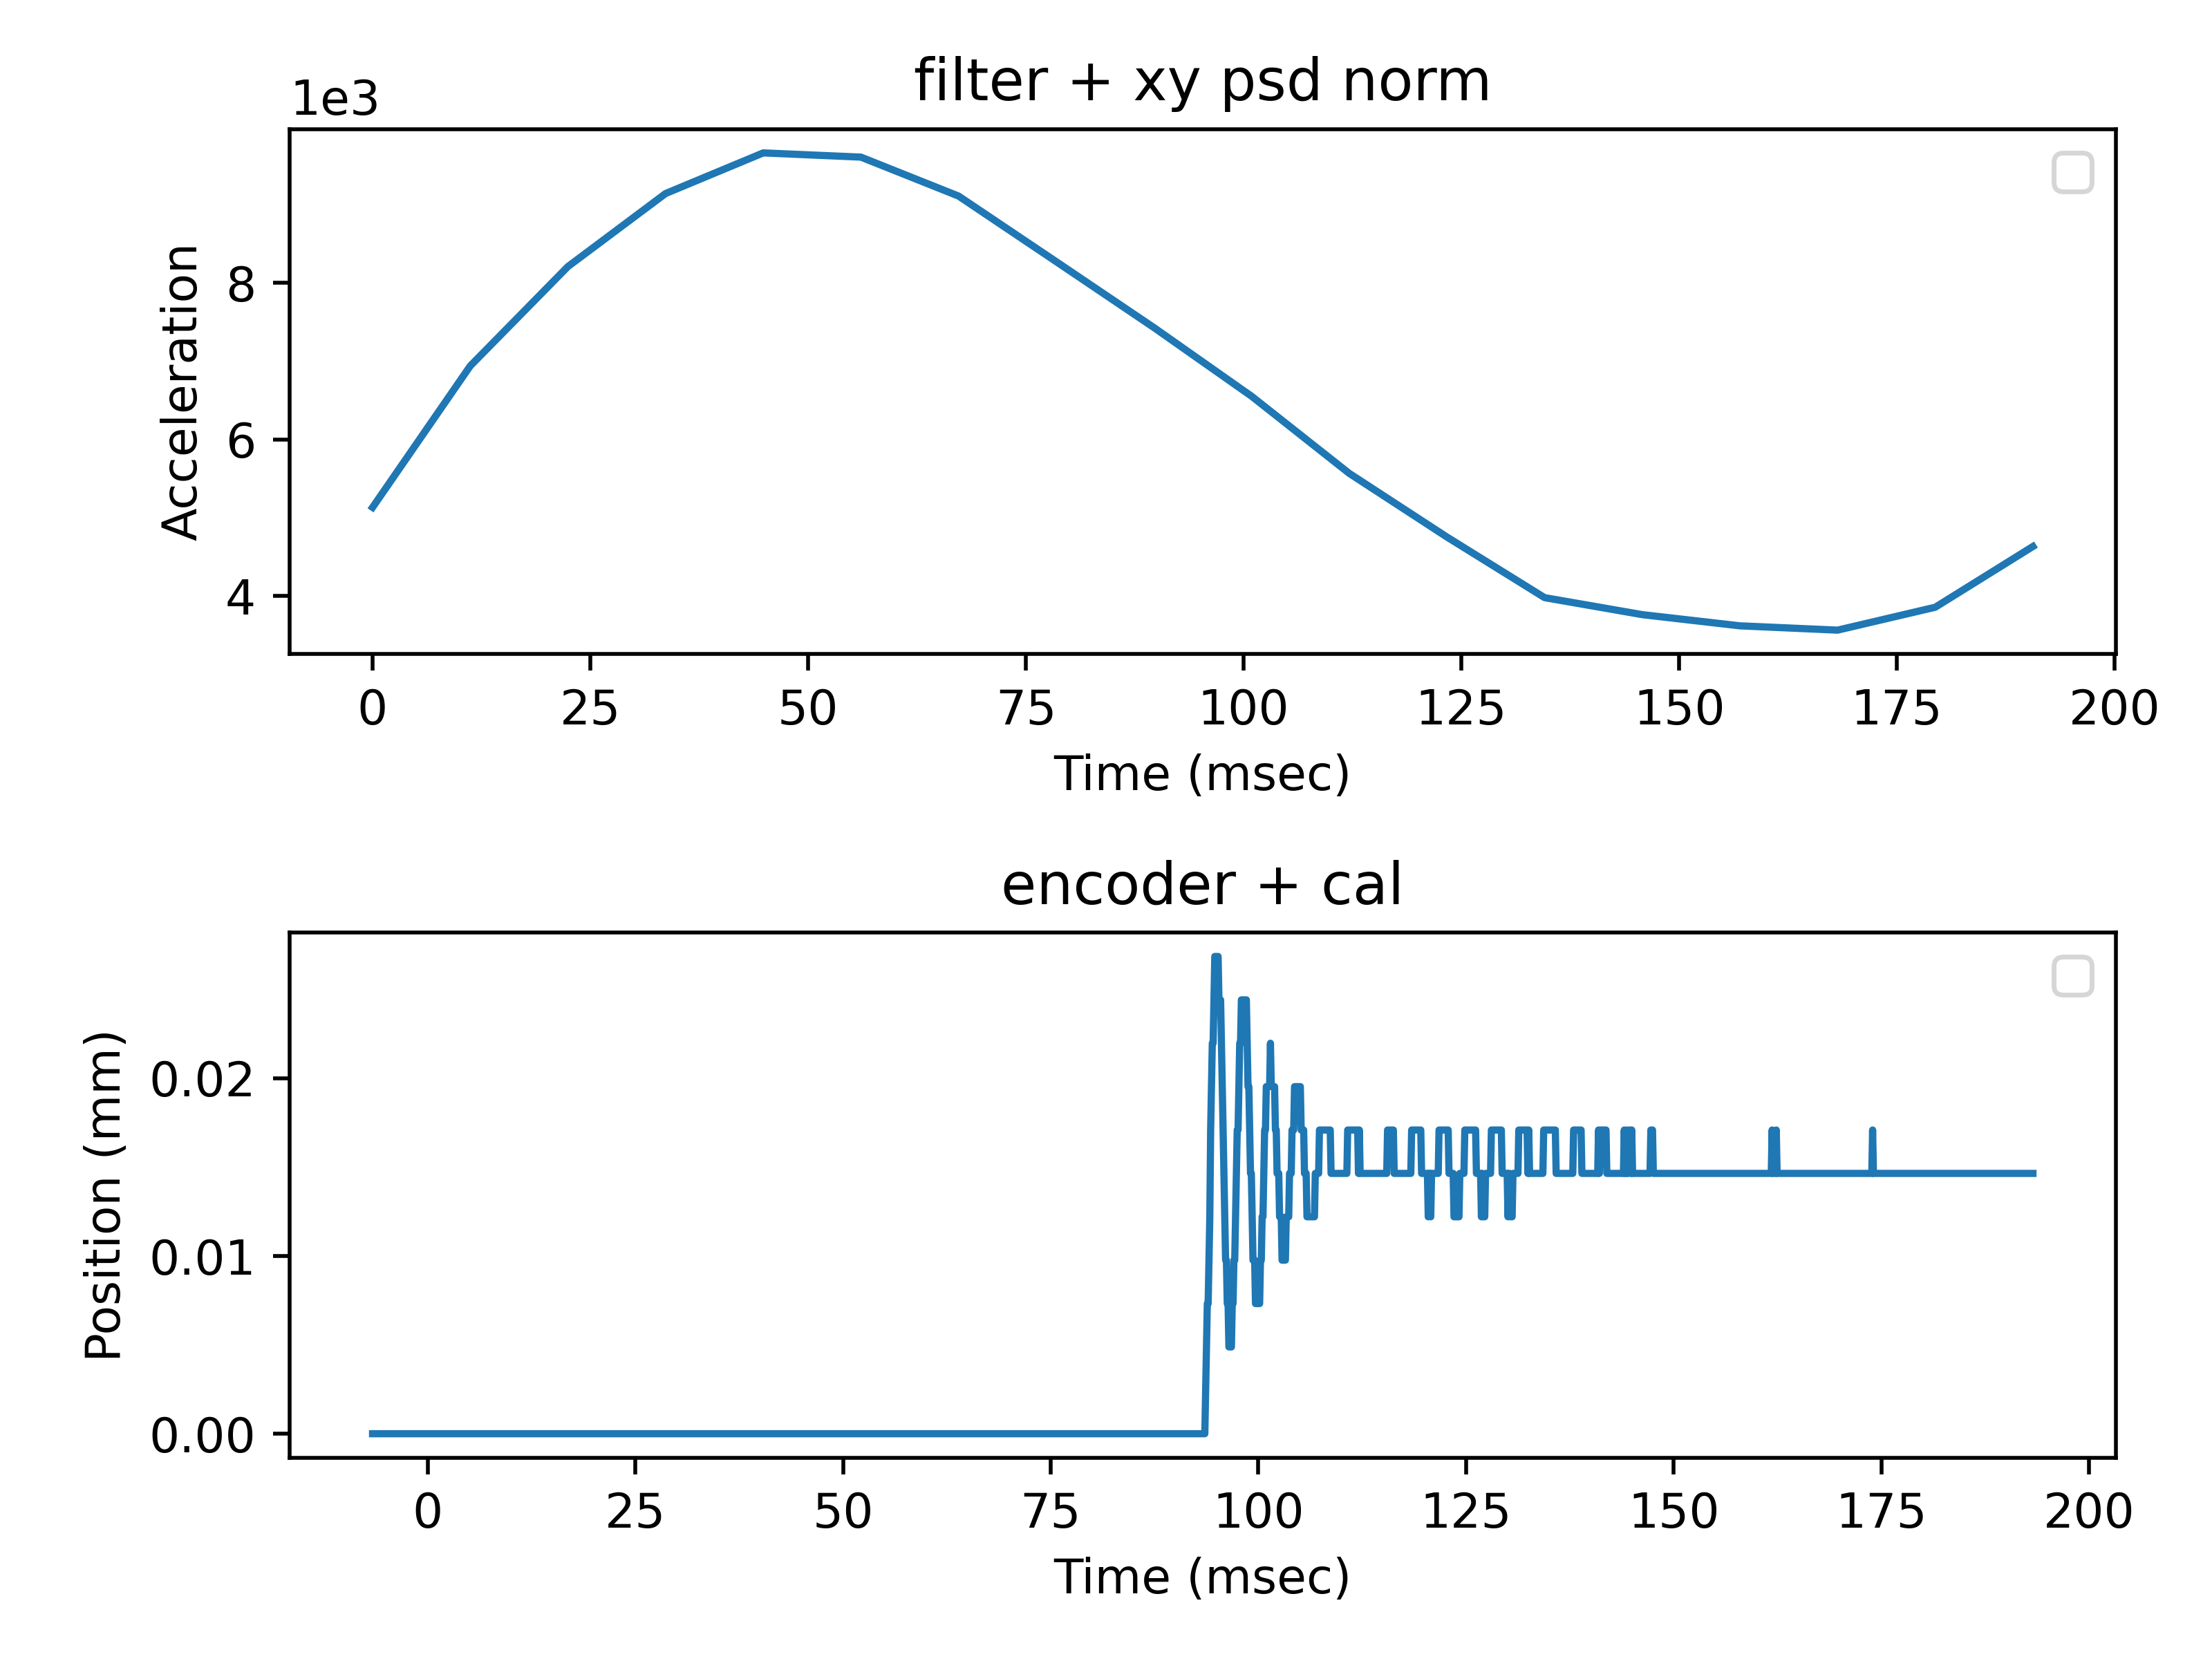 filter + xy psd norm
1e3
Acceleration
8
6
4
0 25 50 75 100 125 150 175 200
Time (msec)
encoder + cal
Position (mm)
0.02
0.01
0.00
0 25 50 75 100 125 150 175 200
Time (msec)